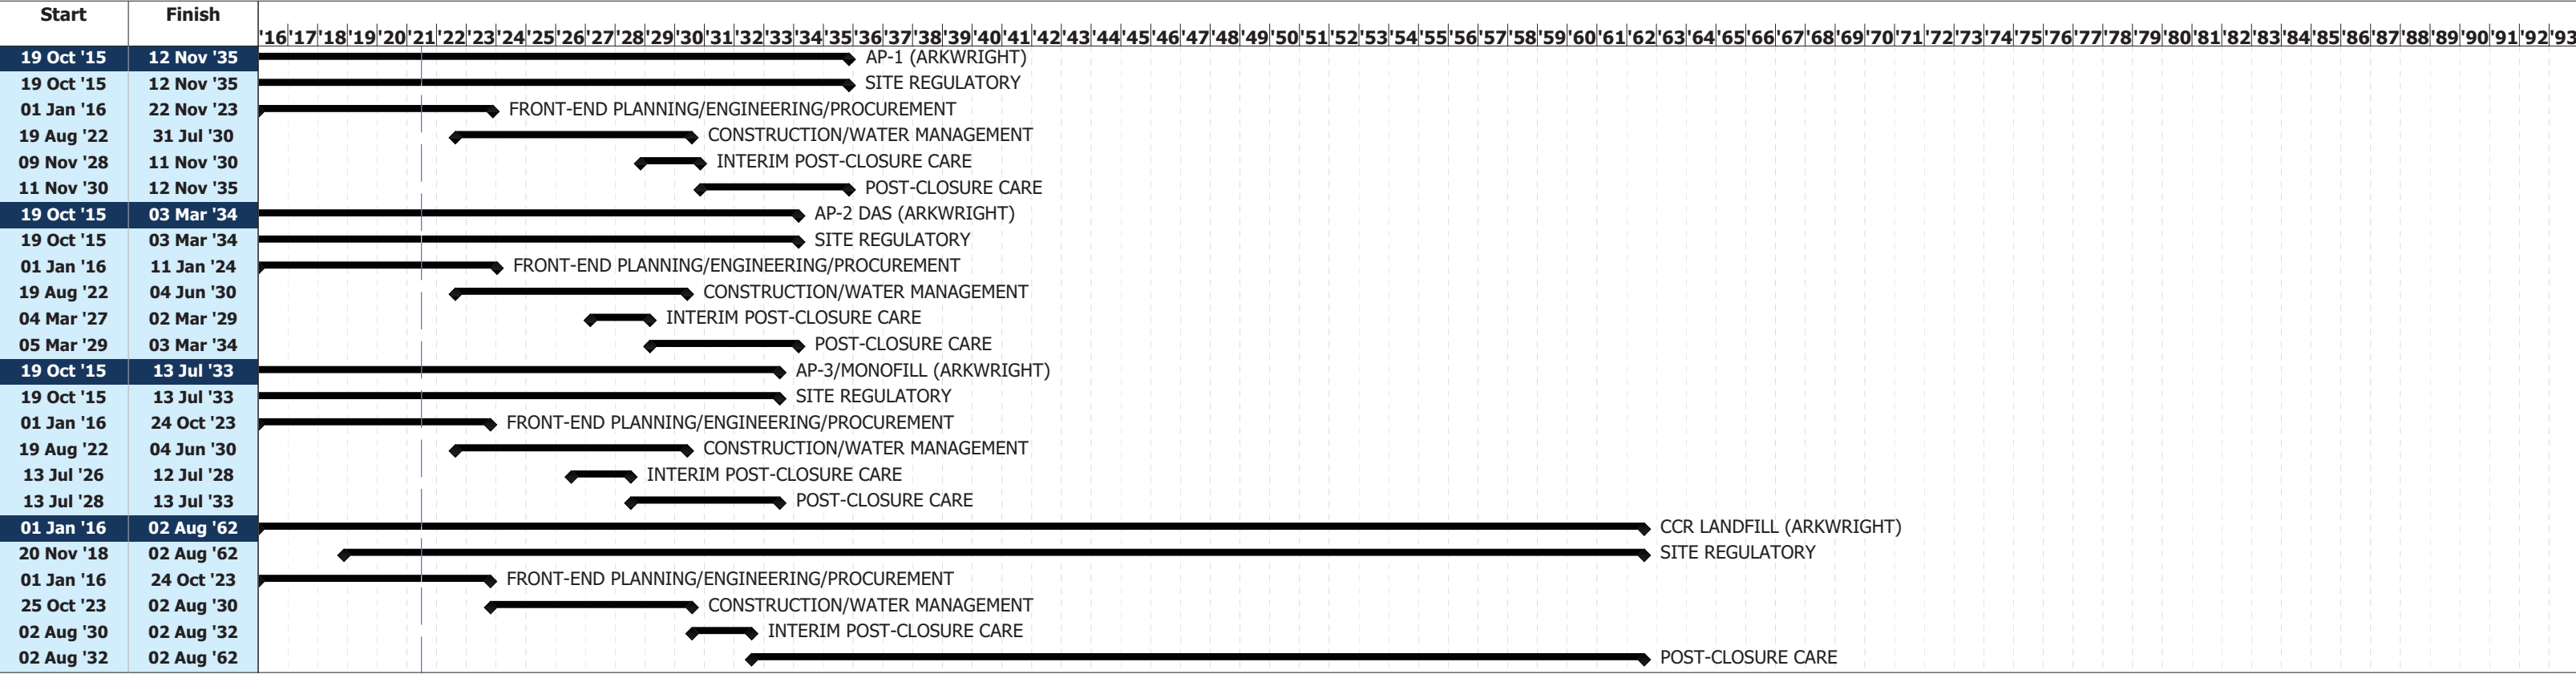 Start Finish
'16 '17 '18 '19 '20 '21 '22 '23 '24 '25 '26 '27 '28 '29 '30 '31 '32 '33 '34 '35 '36 '37 '38 '39 '40 '41 '42 '43 '44 '45 '46 '47 '48 '49 '50 '51 '52 '53 '54 '55 '56 '57 '58 '59 '60 '61 '62 '63 '64 '65 '66 '67 '68 '69 '70 '71 '72 '73 '74 '75 '76 '77 '78 '79 '80 '81 '82 '83 '84 '85 '86 '87 '88 '89 '90 '91 '92 '93
19 Oct '15 12 Nov '35 AP-1 (ARKWRIGHT)
19 Oct '15 12 Nov '35 SITE REGULATORY
01 Jan '16 22 Nov '23 FRONT-END PLANNING/ENGINEERING/PROCUREMENT
19 Aug '22 31 Jul '30 CONSTRUCTION/WATER MANAGEMENT
09 Nov '28 11 Nov '30 INTERIM POST-CLOSURE CARE
11 Nov '30 12 Nov '35 POST-CLOSURE CARE
19 Oct '15 03 Mar '34 AP-2 DAS (ARKWRIGHT)
19 Oct '15 03 Mar '34 SITE REGULATORY
01 Jan '16 11 Jan '24 FRONT-END PLANNING/ENGINEERING/PROCUREMENT
19 Aug '22 04 Jun '30 CONSTRUCTION/WATER MANAGEMENT
04 Mar '27 02 Mar '29 INTERIM POST-CLOSURE CARE
05 Mar '29 03 Mar '34 POST-CLOSURE CARE
19 Oct '15 13 Jul '33 AP-3/MONOFILL (ARKWRIGHT)
19 Oct '15 13 Jul '33 SITE REGULATORY
01 Jan '16 24 Oct '23 FRONT-END PLANNING/ENGINEERING/PROCUREMENT
19 Aug '22 04 Jun '30 CONSTRUCTION/WATER MANAGEMENT
13 Jul '26 12 Jul '28 INTERIM POST-CLOSURE CARE
13 Jul '28 13 Jul '33 POST-CLOSURE CARE
01 Jan '16 02 Aug '62 CCR LANDFILL (ARKWRIGHT)
20 Nov '18 02 Aug '62 SITE REGULATORY
01 Jan '16 24 Oct '23 FRONT-END PLANNING/ENGINEERING/PROCUREMENT
25 Oct '23 02 Aug '30 CONSTRUCTION/WATER MANAGEMENT
02 Aug '30 02 Aug '32 INTERIM POST-CLOSURE CARE
02 Aug '32 02 Aug '62 POST-CLOSURE CARE